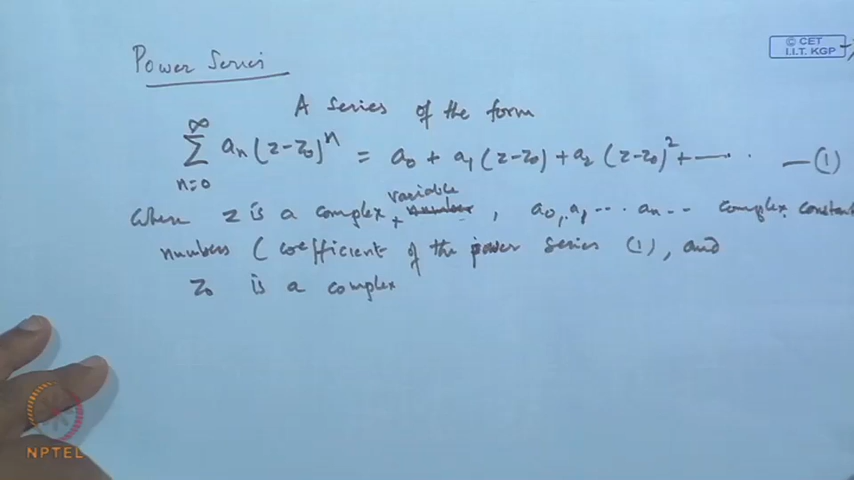 © CET
I.I.T. KGP
Power Series
A series of the form
∞
∑ aₙ (z-z₀)ⁿ = a₀ + a₁ (z-z₀) + a₂ (z-z₀)² + —— . — (1)
n=0
variable
where z is a complex number, a₀, a₁ ..... aₙ .. complex constant
numbers ( coefficient of the power series (1), and
z₀ is a complex
NPTEL